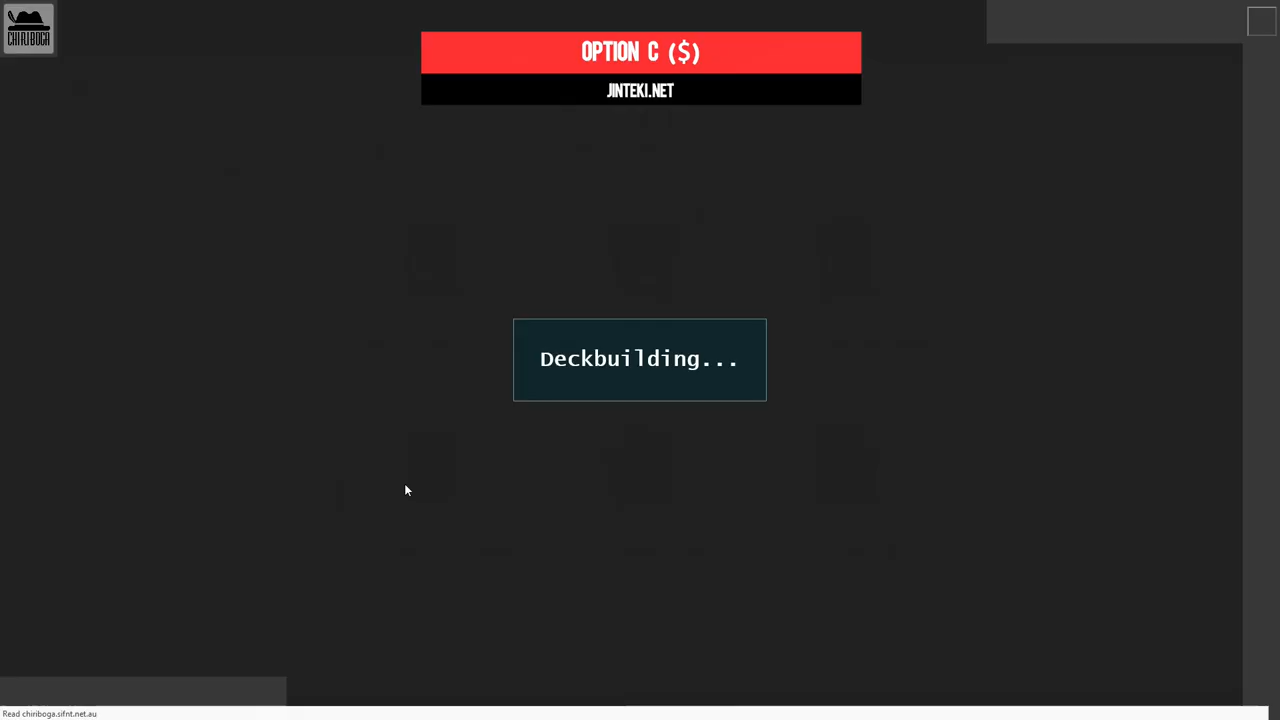 CHIRIBOGA
OPTION C ($)
JINTEKI.NET
Deckbuilding...
Read chiriboga.sifnt.net.au